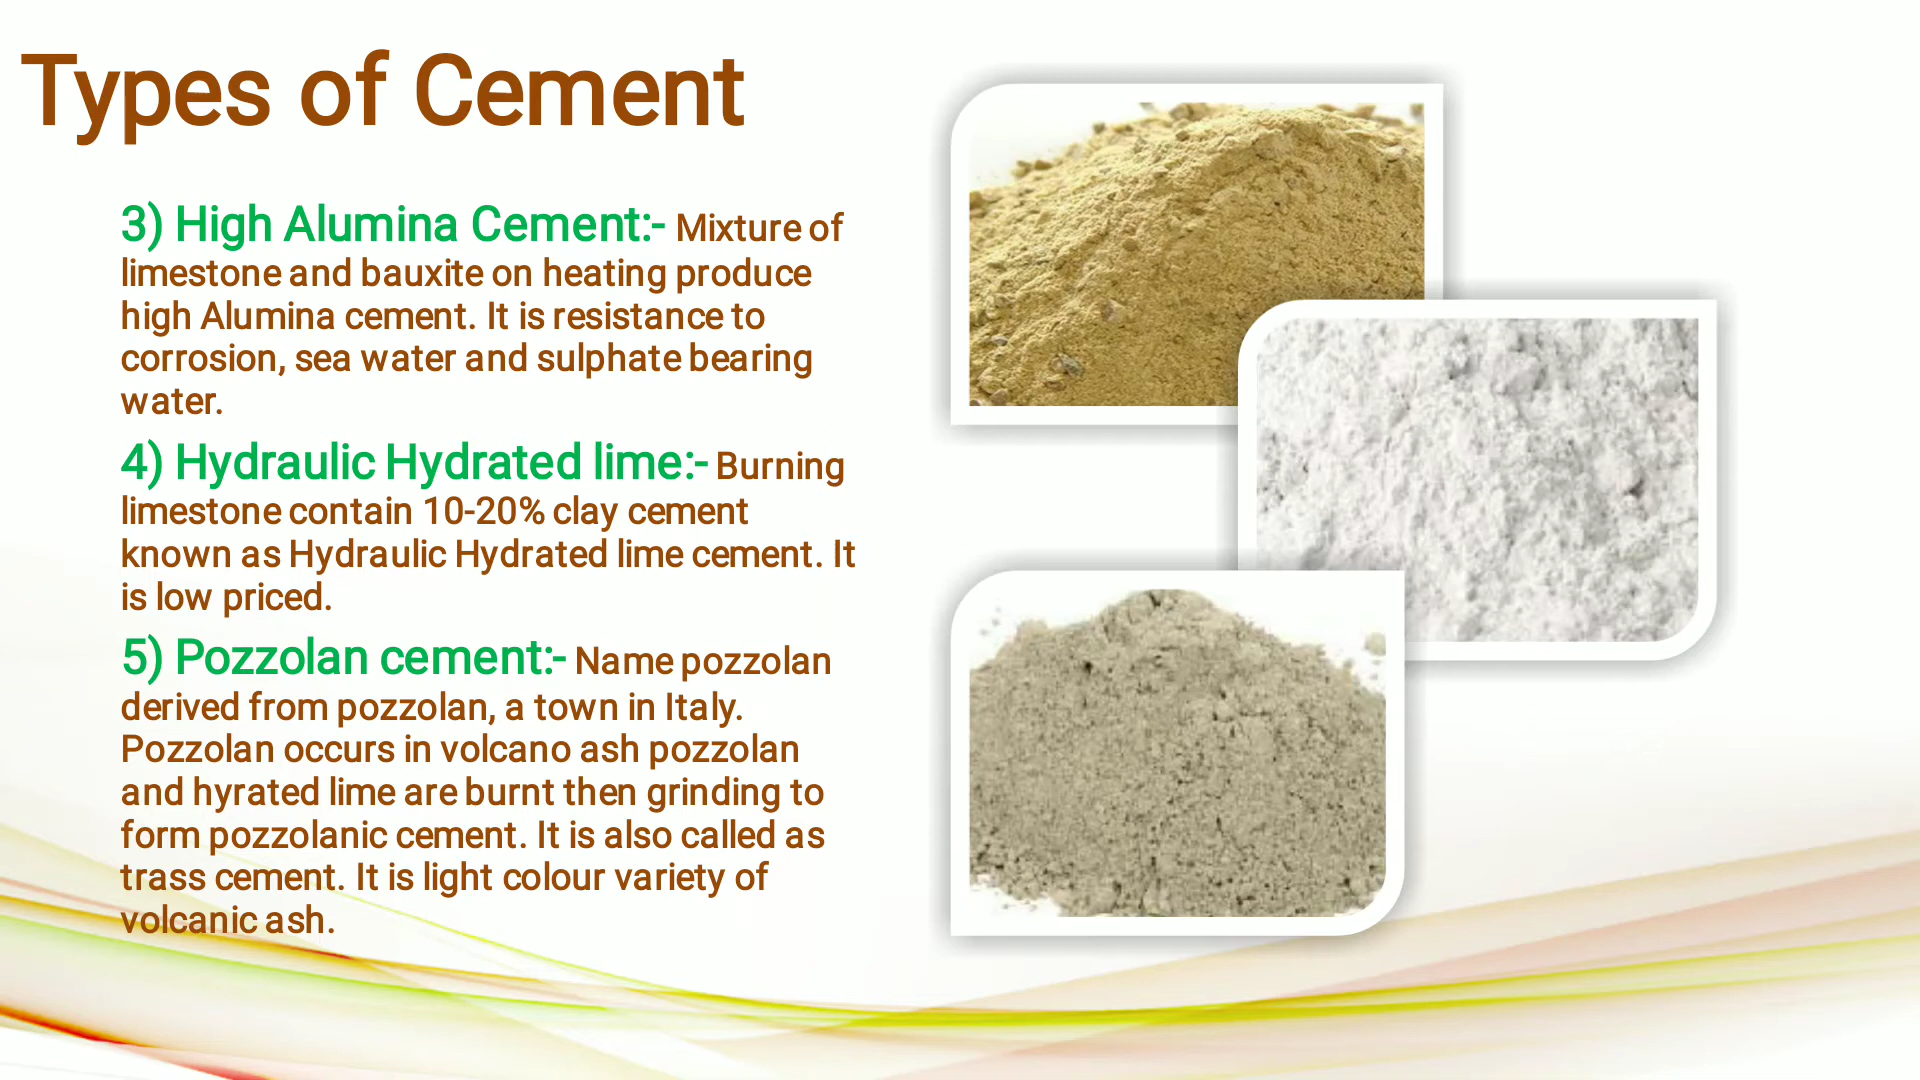 Types of Cement
3) High Alumina Cement:- Mixture of
limestone and bauxite on heating produce
high Alumina cement. It is resistance to
corrosion, sea water and sulphate bearing
water.
4) Hydraulic Hydrated lime:- Burning
limestone contain 10-20% clay cement
known as Hydraulic Hydrated lime cement. It
is low priced.
5) Pozzolan cement:- Name pozzolan
derived from pozzolan, a town in Italy.
Pozzolan occurs in volcano ash pozzolan
and hyrated lime are burnt then grinding to
form pozzolanic cement. It is also called as
trass cement. It is light colour variety of
volcanic ash.